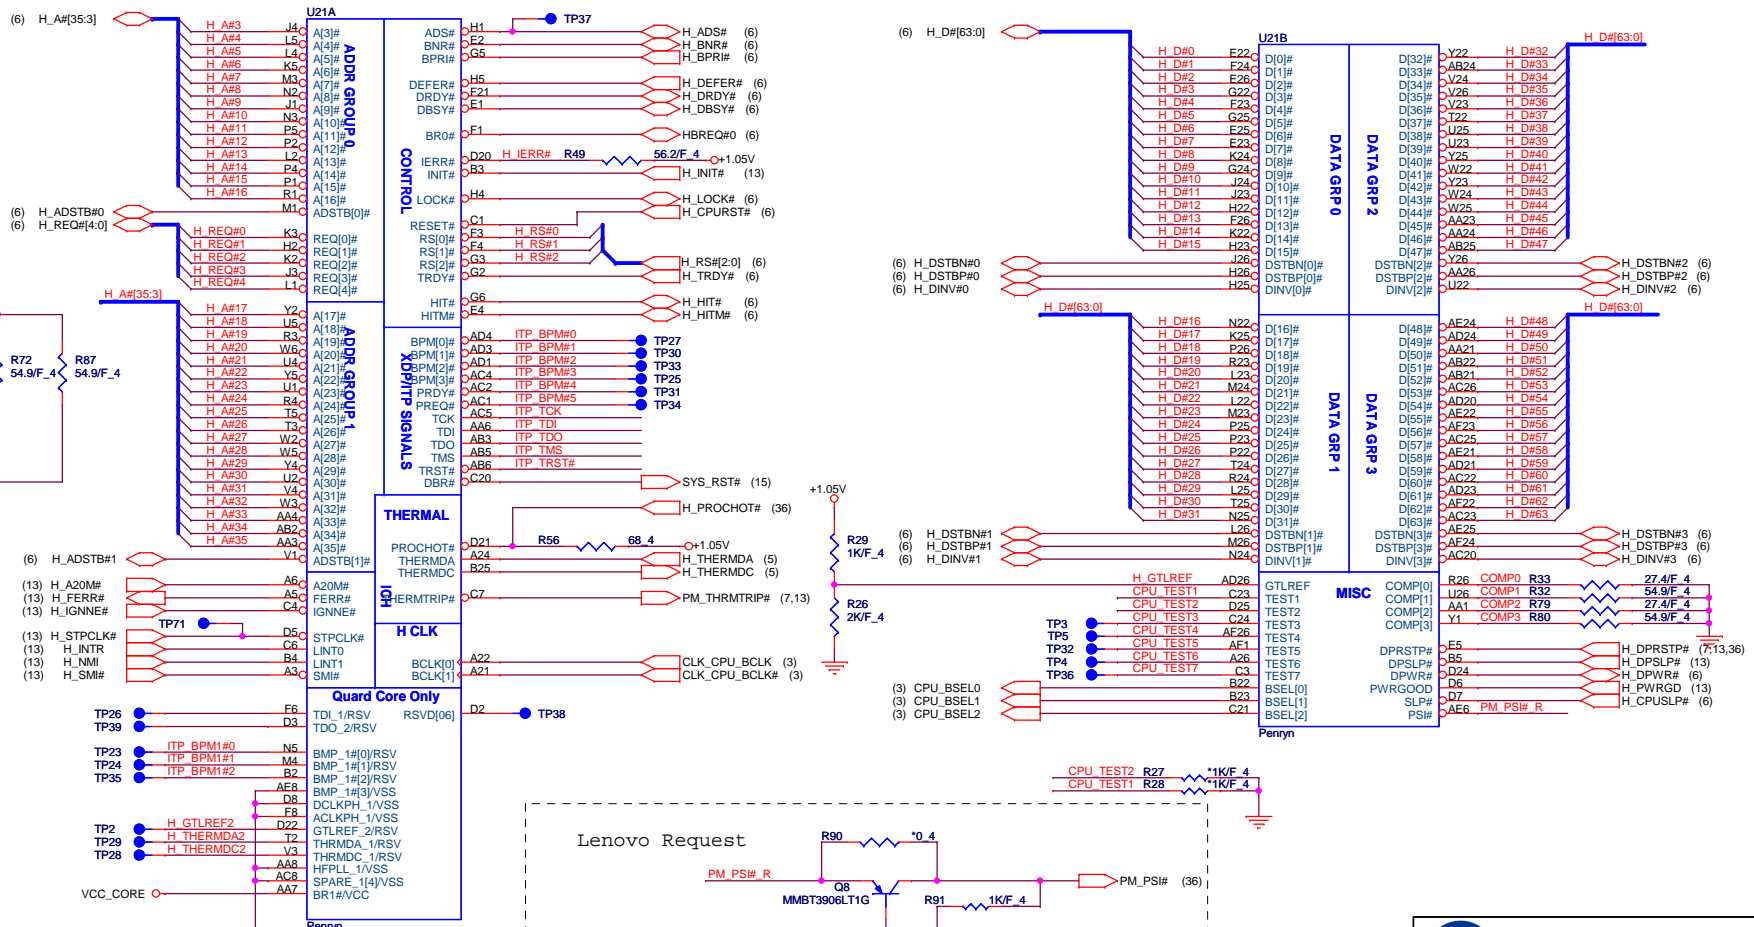 (6) H_A#[35:3]
U21A
H_A#3 J4 A[3]#
H_A#4 L5 A[4]#
H_A#5 L4 A[5]#
H_A#6 K5 A[6]#
H_A#7 M3 A[7]#
H_A#8 N2 A[8]#
H_A#9 J1 A[9]#
H_A#10 N3 A[10]#
H_A#11 P5 A[11]#
H_A#12 P2 A[12]#
H_A#13 L2 A[13]#
H_A#14 P4 A[14]#
H_A#15 P1 A[15]#
H_A#16 R1 A[16]#
(6) H_ADSTB#0 M1 ADSTB[0]#
(6) H_REQ#[4:0]
H_REQ#0 K3 REQ[0]#
H_REQ#1 H2 REQ[1]#
H_REQ#2 K2 REQ[2]#
H_REQ#3 J3 REQ[3]#
H_REQ#4 L1 REQ[4]#
ADDR GROUP 0
H_A#[35:3]
H_A#17 Y2 A[17]#
H_A#18 U5 A[18]#
H_A#19 R3 A[19]#
H_A#20 W6 A[20]#
H_A#21 U4 A[21]#
H_A#22 Y5 A[22]#
H_A#23 U1 A[23]#
H_A#24 R4 A[24]#
H_A#25 T5 A[25]#
H_A#26 T3 A[26]#
H_A#27 W2 A[27]#
H_A#28 W5 A[28]#
H_A#29 Y4 A[29]#
H_A#30 U2 A[30]#
H_A#31 V4 A[31]#
H_A#32 W3 A[32]#
H_A#33 AA4 A[33]#
H_A#34 AB2 A[34]#
H_A#35 AA3 A[35]#
(6) H_ADSTB#1 V1 ADSTB[1]#
ADDR GROUP 1
R72
54.9/F_4
R87
54.9/F_4
(13) H_A20M# A6 A20M#
(13) H_FERR# A5 FERR#
(13) H_IGNNE# C4 IGNNE#
TP71
(13) H_STPCLK# D5 STPCLK#
(13) H_INTR C6 LINT0
(13) H_NMI B4 LINT1
(13) H_SMI# A3 SMI#
ICH
Quard Core Only
TP26 F6 TDI_1/RSV
TP39 D3 TDO_2/RSV
TP23 ITP_BPM1#0 N5 BMP_1#[0]/RSV
TP24 ITP_BPM1#1 M4 BMP_1#[1]/RSV
TP35 ITP_BPM1#2 B2 BMP_1#[2]/RSV
AE8 BMP_1#[3]/VSS
D8 DCLKPH_1/VSS
F8 ACLKPH_1/VSS
TP2 H_GTLREF2 D22 GTLREF_2/RSV
TP29 H_THERMDA2 T2 THRMDA_1/RSV
TP28 H_THERMDC2 V3 THRMDC_1/RSV
AA8 HFPLL_1/VSS
AC8 SPARE_1[4]/VSS
VCC_CORE AA7 BR1#/VCC
Penryn
ADS# H1 TP37 H_ADS# (6)
BNR# E2 H_BNR# (6)
BPRI# G5 H_BPRI# (6)
DEFER# H5 H_DEFER# (6)
DRDY# F21 H_DRDY# (6)
DBSY# E1 H_DBSY# (6)
BR0# F1 HBREQ#0 (6)
IERR# D20 H_IERR# R49 56.2/F_4 +1.05V
INIT# B3 H_INIT# (13)
LOCK# H4 H_LOCK# (6)
RESET# C1 H_CPURST# (6)
RS[0]# F3 H_RS#0
RS[1]# F4 H_RS#1
RS[2]# G3 H_RS#2 H_RS#[2:0] (6)
TRDY# G2 H_TRDY# (6)
HIT# G6 H_HIT# (6)
HITM# E4 H_HITM# (6)
CONTROL
BPM[0]# AD4 ITP_BPM#0 TP27
BPM[1]# AD3 ITP_BPM#1 TP30
BPM[2]# AD1 ITP_BPM#2 TP33
BPM[3]# AC4 ITP_BPM#3 TP25
PRDY# AC2 ITP_BPM#4 TP31
PREQ# AC1 ITP_BPM#5 TP34
TCK AC5 ITP_TCK
TDI AA6 ITP_TDI
TDO AB3 ITP_TDO
TMS AB5 ITP_TMS
TRST# AB6 ITP_TRST#
DBR# C20 SYS_RST# (15)
XDP/ITP SIGNALS
THERMAL
H_PROCHOT# (36)
PROCHOT# D21 R56 68_4 +1.05V
THERMDA A24 H_THERMDA (5)
THERMDC B25 H_THERMDC (5)
HERMTRIP# C7 PM_THRMTRIP# (7,13)
H CLK
BCLK[0] A22 CLK_CPU_BCLK (3)
BCLK[1] A21 CLK_CPU_BCLK# (3)
RSVD[06] D2 TP38
(6) H_D#[63:0]
U21B
H_D#0 E22 D[0]#
H_D#1 F24 D[1]#
H_D#2 E26 D[2]#
H_D#3 G22 D[3]#
H_D#4 F23 D[4]#
H_D#5 G25 D[5]#
H_D#6 E25 D[6]#
H_D#7 E23 D[7]#
H_D#8 K24 D[8]#
H_D#9 G24 D[9]#
H_D#10 J24 D[10]#
H_D#11 J23 D[11]#
H_D#12 H22 D[12]#
H_D#13 F26 D[13]#
H_D#14 K22 D[14]#
H_D#15 H23 D[15]#
(6) H_DSTBN#0 J26 DSTBN[0]#
(6) H_DSTBP#0 H26 DSTBP[0]#
(6) H_DINV#0 H25 DINV[0]#
DATA GRP 0
H_D#[63:0]
H_D#16 N22 D[16]#
H_D#17 K25 D[17]#
H_D#18 P26 D[18]#
H_D#19 R23 D[19]#
H_D#20 L23 D[20]#
H_D#21 M24 D[21]#
H_D#22 L22 D[22]#
H_D#23 M23 D[23]#
H_D#24 P25 D[24]#
H_D#25 P23 D[25]#
H_D#26 P22 D[26]#
H_D#27 T24 D[27]#
H_D#28 R24 D[28]#
H_D#29 L25 D[29]#
H_D#30 T25 D[30]#
H_D#31 N25 D[31]#
(6) H_DSTBN#1 L26 DSTBN[1]#
(6) H_DSTBP#1 M26 DSTBP[1]#
(6) H_DINV#1 N24 DINV[1]#
DATA GRP 1
H_D#[63:0]
D[32]# Y22 H_D#32
D[33]# AB24 H_D#33
D[34]# V24 H_D#34
D[35]# V26 H_D#35
D[36]# V23 H_D#36
D[37]# T22 H_D#37
D[38]# U25 H_D#38
D[39]# U23 H_D#39
D[40]# Y25 H_D#40
D[41]# W22 H_D#41
D[42]# Y23 H_D#42
D[43]# W24 H_D#43
D[44]# W25 H_D#44
D[45]# AA23 H_D#45
D[46]# AA24 H_D#46
D[47]# AB25 H_D#47
DSTBN[2]# Y26 H_DSTBN#2 (6)
DSTBP[2]# AA26 H_DSTBP#2 (6)
DINV[2]# U22 H_DINV#2 (6)
DATA GRP 2
H_D#[63:0]
D[48]# AE24 H_D#48
D[49]# AD24 H_D#49
D[50]# AA21 H_D#50
D[51]# AB22 H_D#51
D[52]# AB21 H_D#52
D[53]# AC26 H_D#53
D[54]# AD20 H_D#54
D[55]# AE22 H_D#55
D[56]# AF23 H_D#56
D[57]# AC25 H_D#57
D[58]# AE21 H_D#58
D[59]# AD21 H_D#59
D[60]# AC22 H_D#60
D[61]# AD23 H_D#61
D[62]# AF22 H_D#62
D[63]# AC23 H_D#63
DSTBN[3]# AE25 H_DSTBN#3 (6)
DSTBP[3]# AF24 H_DSTBP#3 (6)
DINV[3]# AC20 H_DINV#3 (6)
DATA GRP 3
+1.05V
R29
1K/F_4
R26
2K/F_4
H_GTLREF AD26 GTLREF
CPU_TEST1 C23 TEST1
CPU_TEST2 D25 TEST2
TP3 CPU_TEST3 C24 TEST3
TP5 CPU_TEST4 AF26 TEST4
TP32 CPU_TEST5 AF1 TEST5
TP4 CPU_TEST6 A26 TEST6
TP36 CPU_TEST7 C3 TEST7
(3) CPU_BSEL0 B22 BSEL[0]
(3) CPU_BSEL1 B23 BSEL[1]
(3) CPU_BSEL2 C21 BSEL[2]
MISC
COMP[0] R26 COMP0 R33 27.4/F_4
COMP[1] U26 COMP1 R32 54.9/F_4
COMP[2] AA1 COMP2 R79 27.4/F_4
COMP[3] Y1 COMP3 R80 54.9/F_4
DPRSTP# E5 H_DPRSTP# (7,13,36)
DPSLP# B5 H_DPSLP# (13)
DPWR# D24 H_DPWR# (6)
PWRGOOD D6 H_PWRGD (13)
SLP# D7 H_CPUSLP# (6)
PSI# AE6 PM_PSI#_R
Penryn
CPU_TEST2 R27 *1K/F_4
CPU_TEST1 R28 *1K/F_4
Lenovo Request
R90 *0_4
PM_PSI#_R
Q8
MMBT3906LT1G
PM_PSI# (36)
R91 1K/F_4